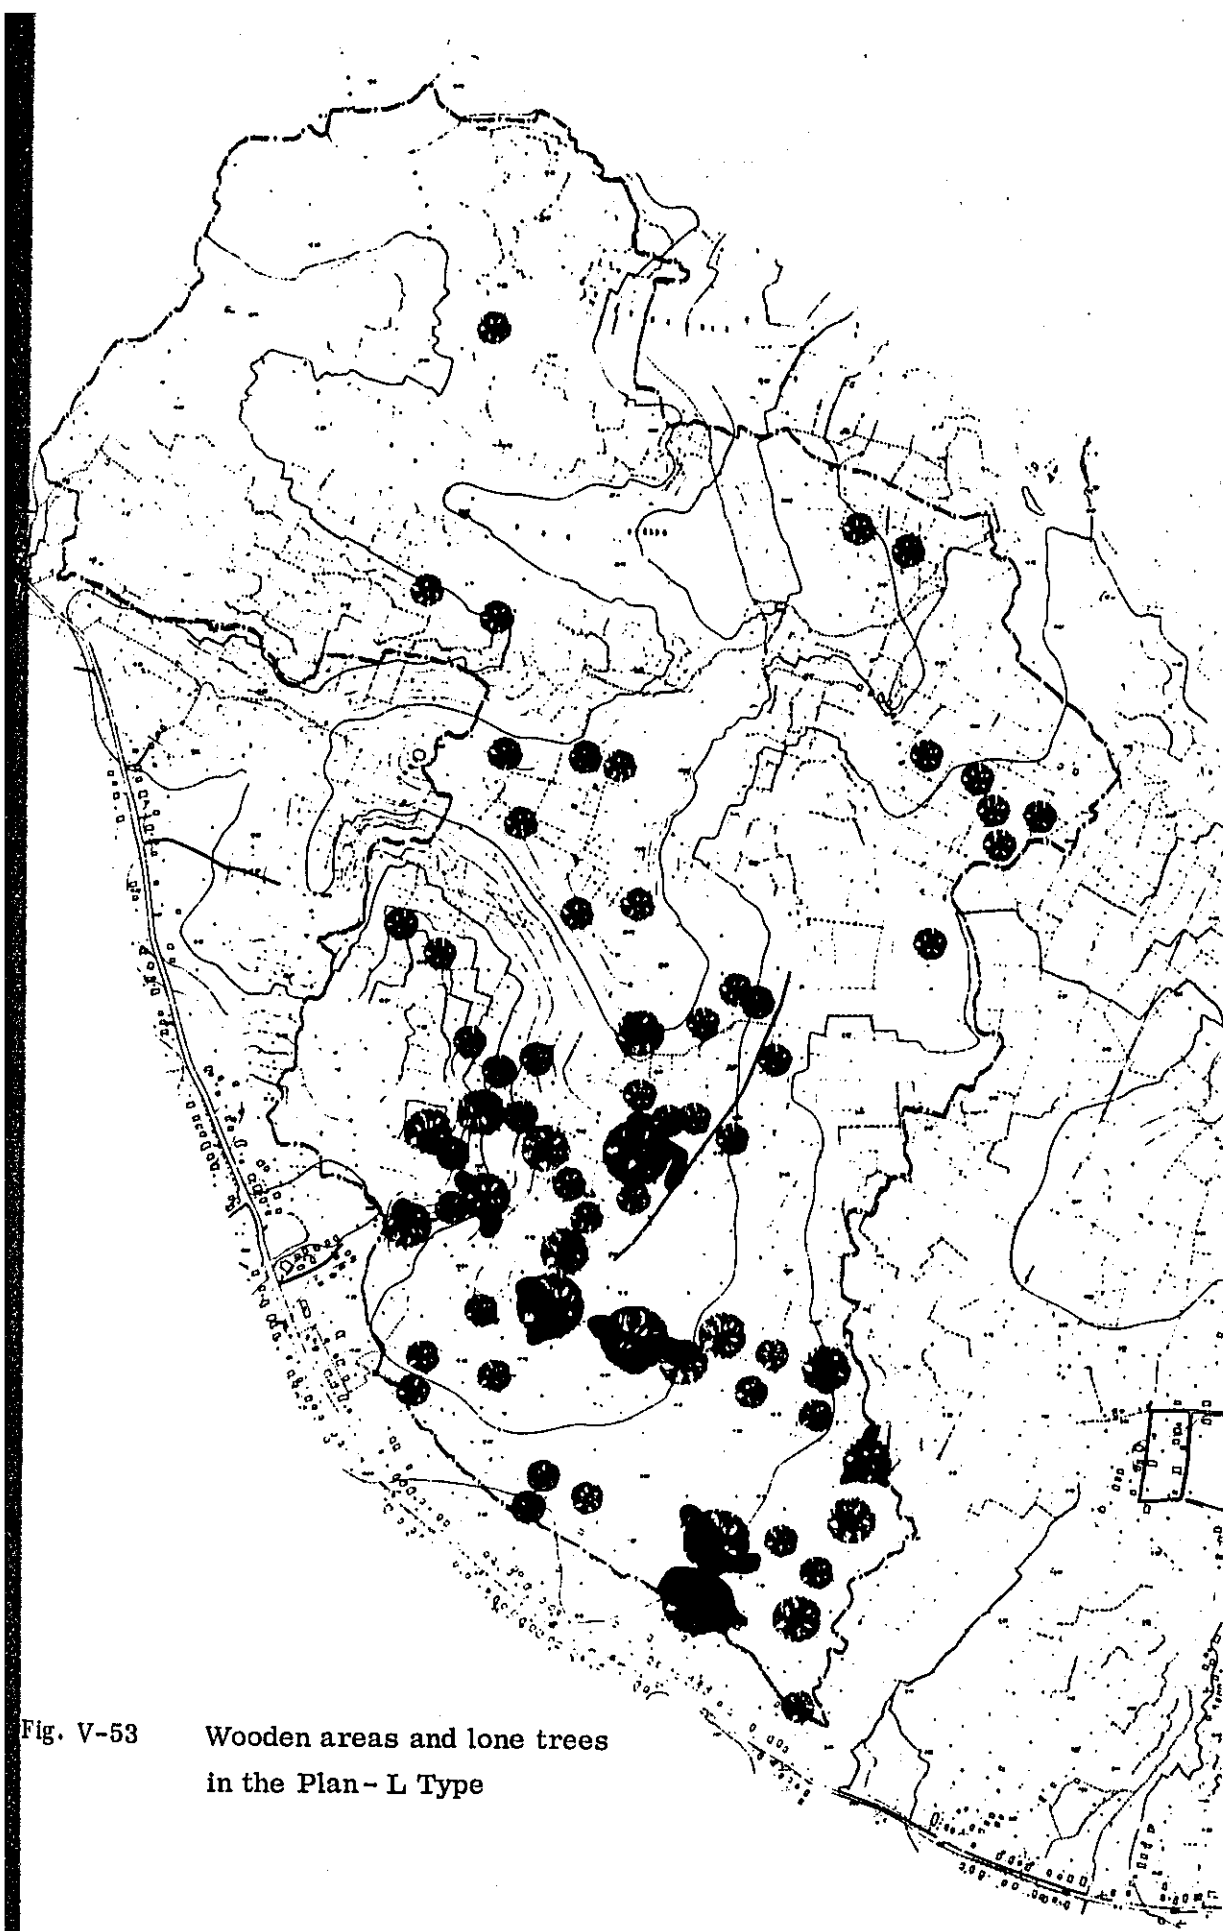 Fig. V-53 Wooden areas and lone trees
in the Plan- L Type